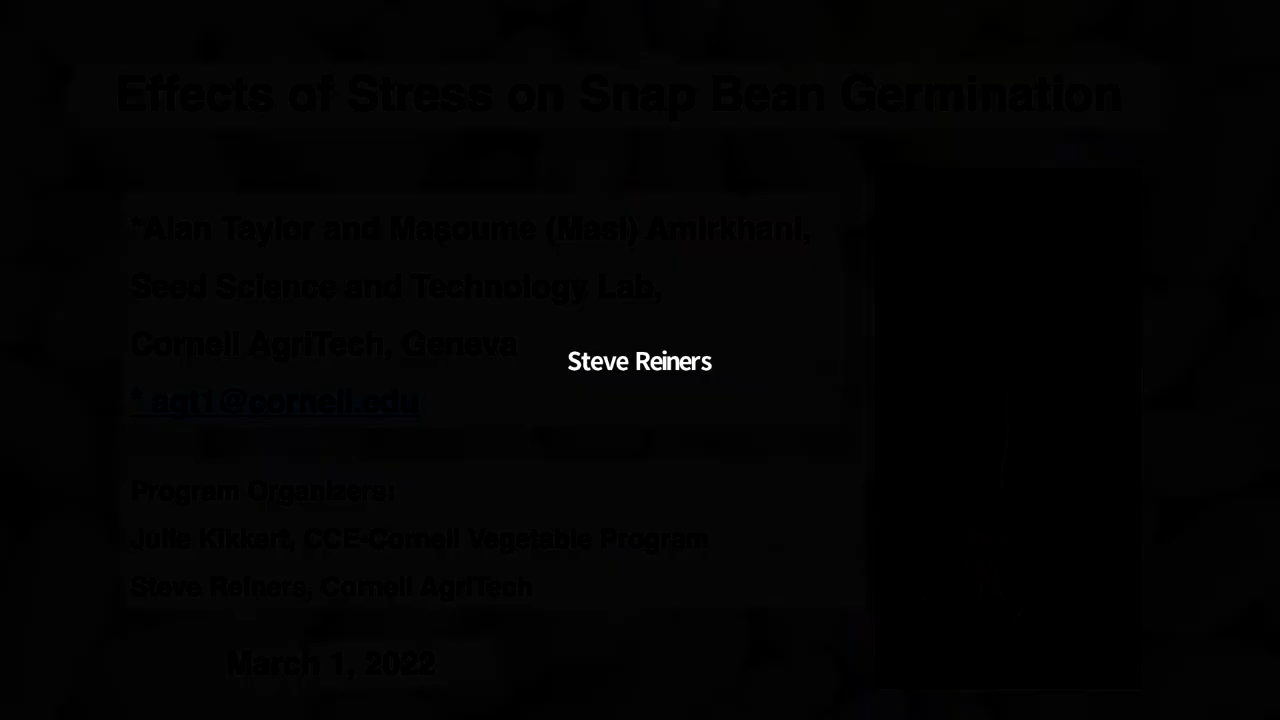 Effects of Stress on Snap Bean Germination
*Alan Taylor and Masoume (Masi) Amirkhani,
Seed Science and Technology Lab,
Cornell AgriTech, Geneva
* agt1@cornell.edu
Steve Reiners
Program Organizers:
Julie Kikkert, CCE-Cornell Vegetable Program
Steve Reiners, Cornell AgriTech
March 1, 2022